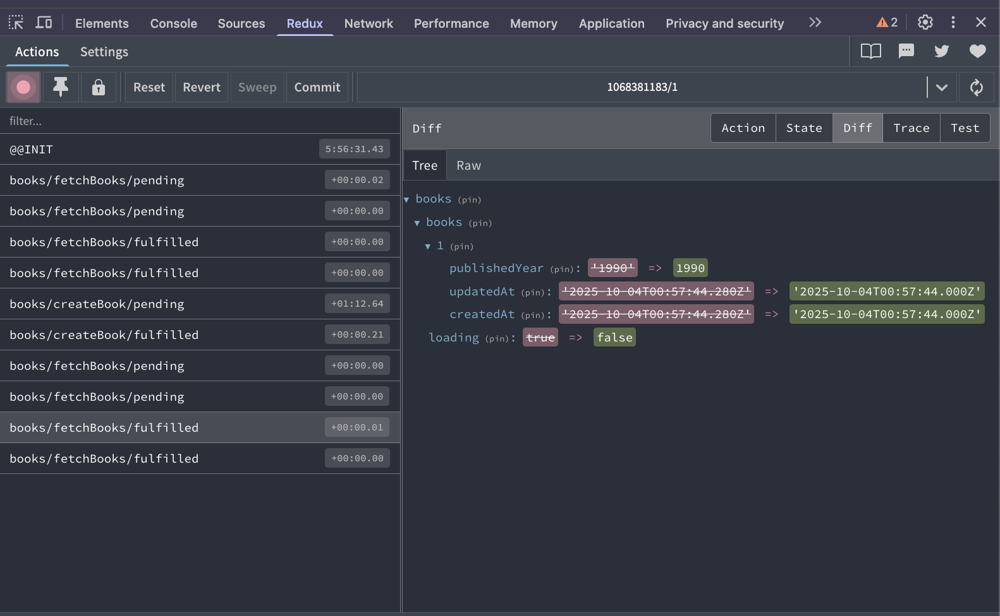 Elements Console Sources Redux Network Performance Memory Application Privacy and security 2
Actions Settings
Reset Revert Sweep Commit 1068381183/1
filter...
@@INIT 5:56:31.43
books/fetchBooks/pending +00:00.02
books/fetchBooks/pending +00:00.00
books/fetchBooks/fulfilled +00:00.00
books/fetchBooks/fulfilled +00:00.00
books/createBook/pending +01:12.64
books/createBook/fulfilled +00:00.21
books/fetchBooks/pending +00:00.00
books/fetchBooks/pending +00:00.00
books/fetchBooks/fulfilled +00:00.01
books/fetchBooks/fulfilled +00:00.00
Diff Action State Diff Trace Test
Tree Raw
books (pin)
books (pin)
1 (pin)
publishedYear (pin): '1990' => 1990
updatedAt (pin): '2025-10-04T00:57:44.280Z' => '2025-10-04T00:57:44.000Z'
createdAt (pin): '2025-10-04T00:57:44.280Z' => '2025-10-04T00:57:44.000Z'
loading (pin): true => false